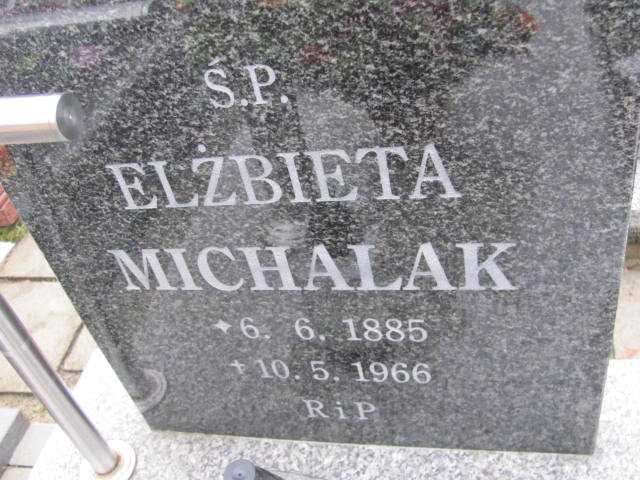 Ś.P.
ELŻBIETA
MICHALAK
✦ 6. 6. 1885
✝ 10. 5. 1966
RiP